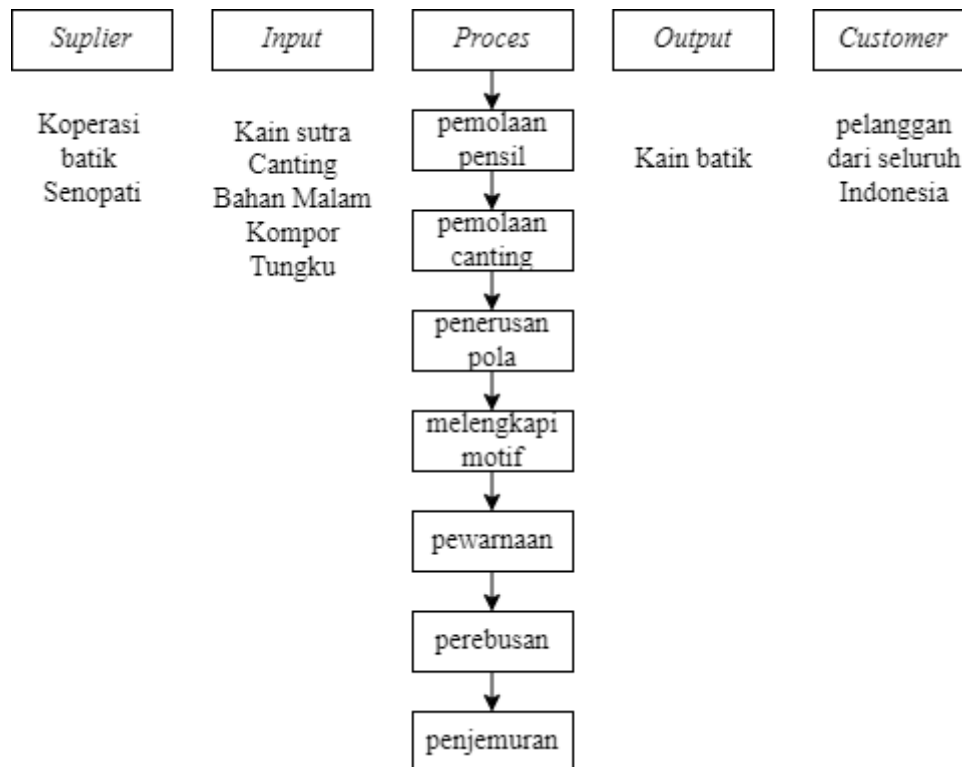 Suplier
Input
Proces
Output
Customer
Koperasi
batik
Senopati
Kain sutra
Canting
Bahan Malam
Kompor
Tungku
pemolaan
pensil
pemolaan
canting
penerusan
pola
melengkapi
motif
pewarnaan
perebusan
penjemuran
Kain batik
pelanggan
dari seluruh
Indonesia